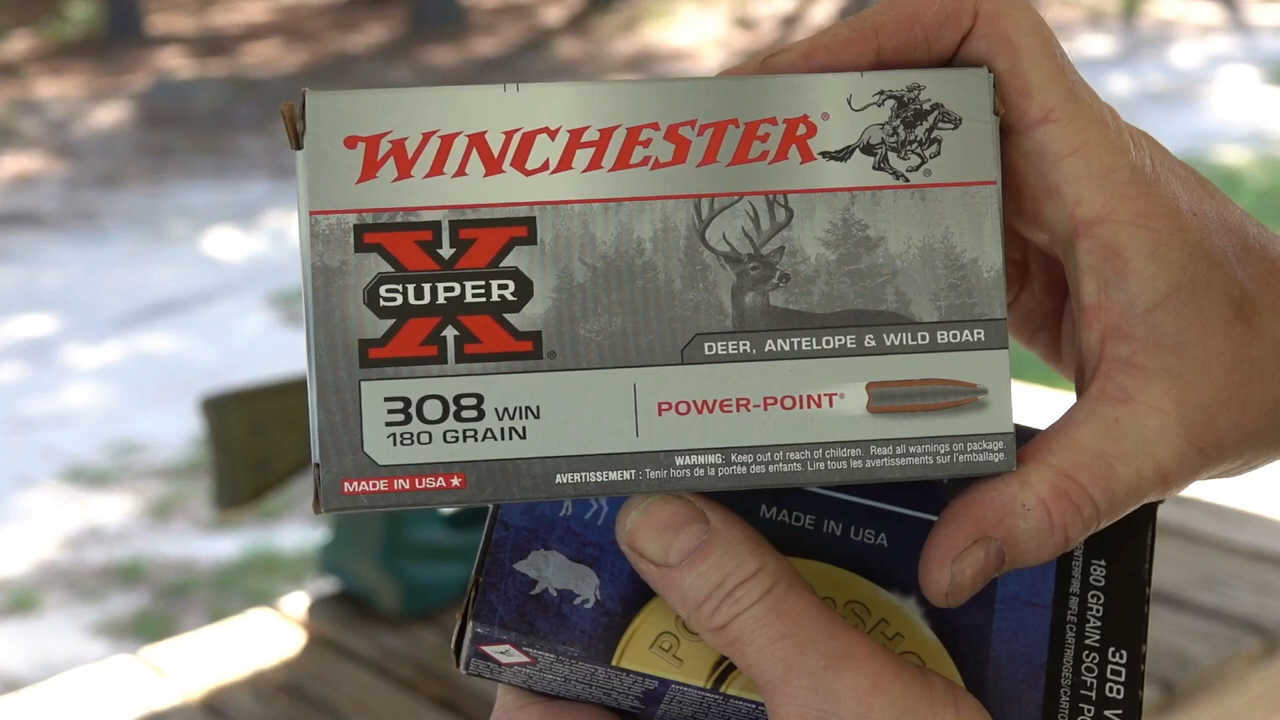 WINCHESTER®
X
SUPER
®
DEER, ANTELOPE & WILD BOAR
308 WIN
180 GRAIN
POWER-POINT®
WARNING: Keep out of reach of children. Read all warnings on package.
AVERTISSEMENT : Tenir hors de la portée des enfants. Lire tous les avertissements sur l'emballage.
MADE IN USA
MADE IN USA
308
180 GRAIN SOFT